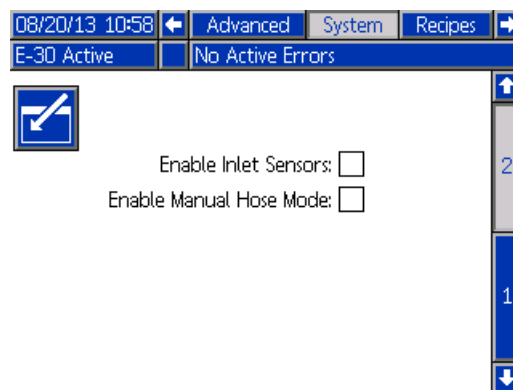 08/20/13 10:58 Advanced System Recipes
E-30 Active No Active Errors
Enable Inlet Sensors:
2
Enable Manual Hose Mode:
1